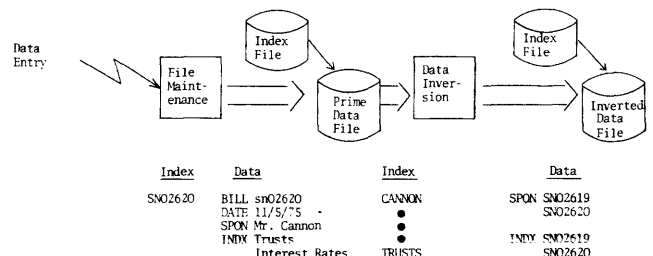 Data
Entry
File
Maint-
enance
Index
File
Prime
Data
File
Data
Inver-
sion
Index
File
Inverted
Data
File
Index Data Index Data
SNO2620 BILL sn02620 CANNON SPON SNO2619
DATE 11/5/75 - ● SNO2620
SPON Mr. Cannon ●
INDX Trusts ● INDX SNO2619
Interest Rates TRUSTS SNO2620